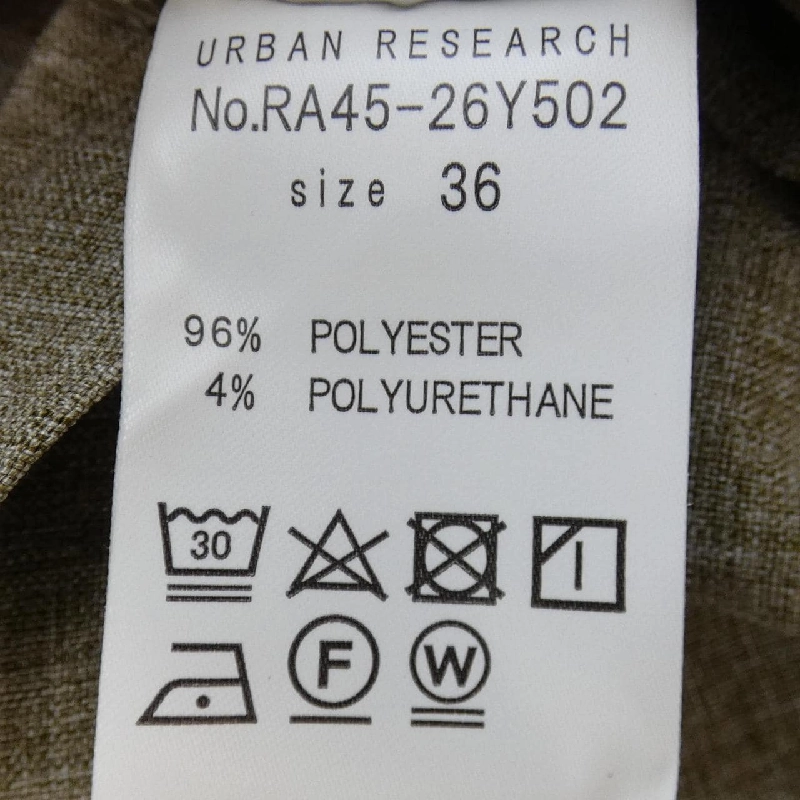 URBAN RESEARCH
No.RA45-26Y502
size 36
96% POLYESTER
4% POLYURETHANE
30
F W